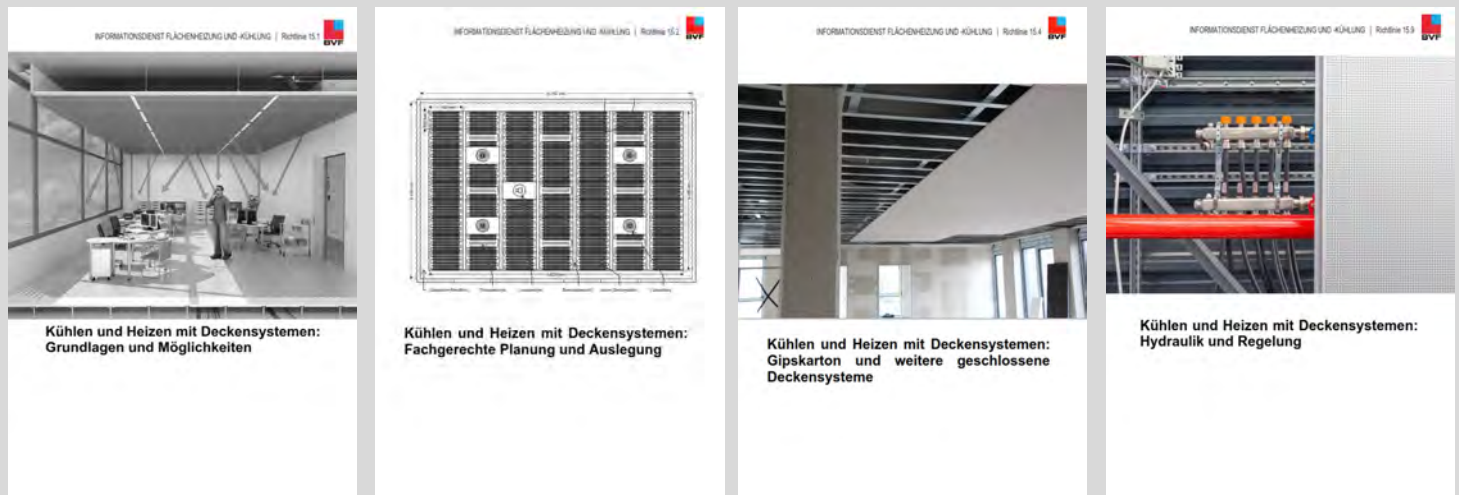 INFORMATIONSDIENST FLÄCHENHEIZUNG UND -KÜHLUNG | Richtlinie 15.1
BVF
Kühlen und Heizen mit Deckensystemen:
Grundlagen und Möglichkeiten
INFORMATIONSDIENST FLÄCHENHEIZUNG UND -KÜHLUNG | Richtlinie 15.2
BVF
Kühlen und Heizen mit Deckensystemen:
Fachgerechte Planung und Auslegung
INFORMATIONSDIENST FLÄCHENHEIZUNG UND -KÜHLUNG | Richtlinie 15.4
BVF
Kühlen und Heizen mit Deckensystemen:
Gipskarton und weitere geschlossene
Deckensysteme
INFORMATIONSDIENST FLÄCHENHEIZUNG UND -KÜHLUNG | Richtlinie 15.9
BVF
Kühlen und Heizen mit Deckensystemen:
Hydraulik und Regelung